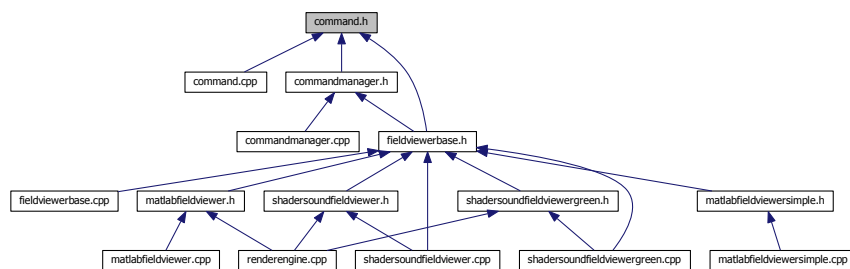 command.h
command.cpp
commandmanager.h
commandmanager.cpp
fieldviewerbase.h
fieldviewerbase.cpp
matlabfieldviewer.h
shadersoundfieldviewer.h
shadersoundfieldviewergreen.h
matlabfieldviewersimple.h
matlabfieldviewer.cpp
renderengine.cpp
shadersoundfieldviewer.cpp
shadersoundfieldviewergreen.cpp
matlabfieldviewersimple.cpp